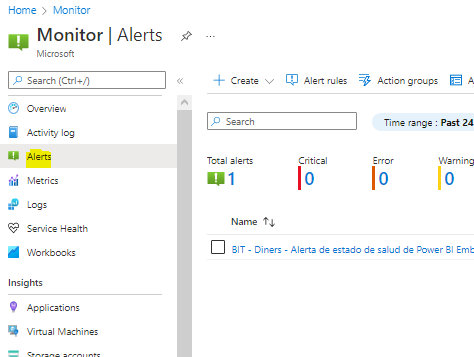 Home > Monitor
Monitor | Alerts
Microsoft
Search (Ctrl+/)
Overview
Activity log
Alerts
Metrics
Logs
Service Health
Workbooks
Insights
Applications
Virtual Machines
Storage accounts
Create
Alert rules
Action groups
A
Search
Time range : Past 24
Total alerts
1
Critical
0
Error
0
Warning
0
Name
BIT - Diners - Alerta de estado de salud de Power BI Emb